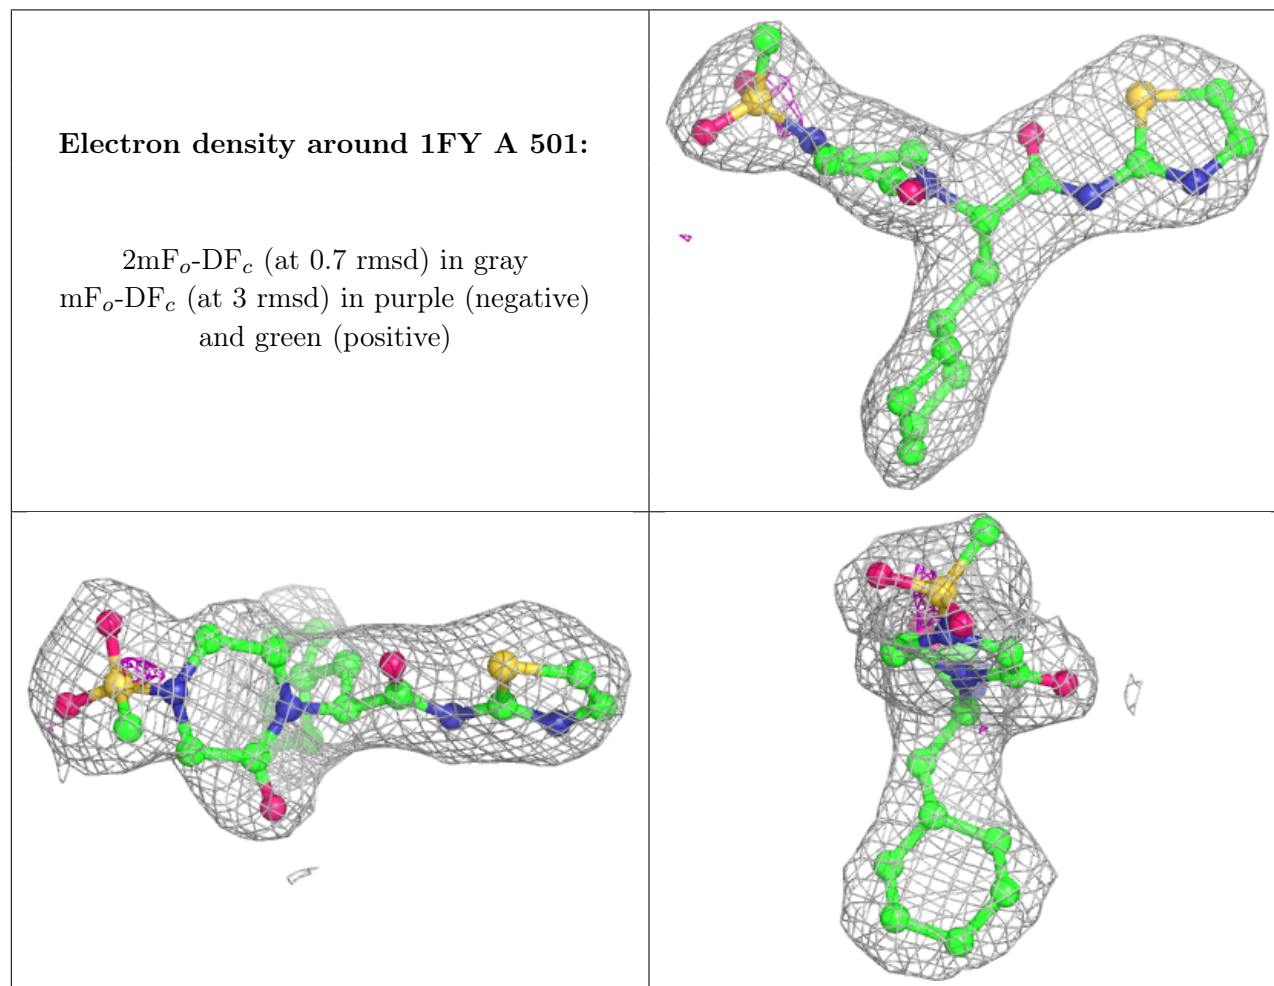 Electron density around 1FY A 501:
2mFo-DFc (at 0.7 rmsd) in gray
mFo-DFc (at 3 rmsd) in purple (negative)
and green (positive)